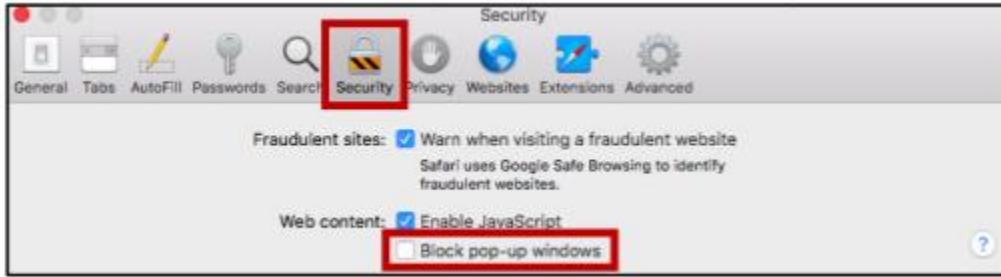 Security
General Tabs AutoFill Passwords Search Security Privacy Websites Extensions Advanced
Fraudulent sites: Warn when visiting a fraudulent website
Safari uses Google Safe Browsing to identify
fraudulent websites.
Web content: Enable JavaScript
Block pop-up windows
?